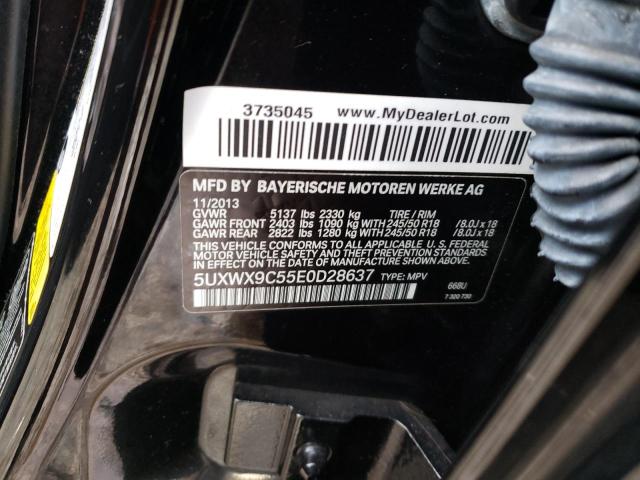 3735045 www.MyDealerLot.com
MFD BY BAYERISCHE MOTOREN WERKE AG
11/2013
GVWR 5137 lbs 2330 kg TIRE / RIM
GAWR FRONT 2403 lbs 1090 kg WITH 245/50 R18 /8.0J x 18
GAWR REAR 2822 lbs 1280 kg WITH 245/50 R18 /8.0J x 18
THIS VEHICLE CONFORMS TO ALL APPLICABLE U.S. FEDERAL
MOTOR VEHICLE SAFETY, AND THEFT PREVENTION STANDARDS
IN EFFECT ON THE DATE OF MANUFACTURE SHOWN ABOVE.
5UXWX9C55E0D28637 TYPE: MPV 668U
7 320 730